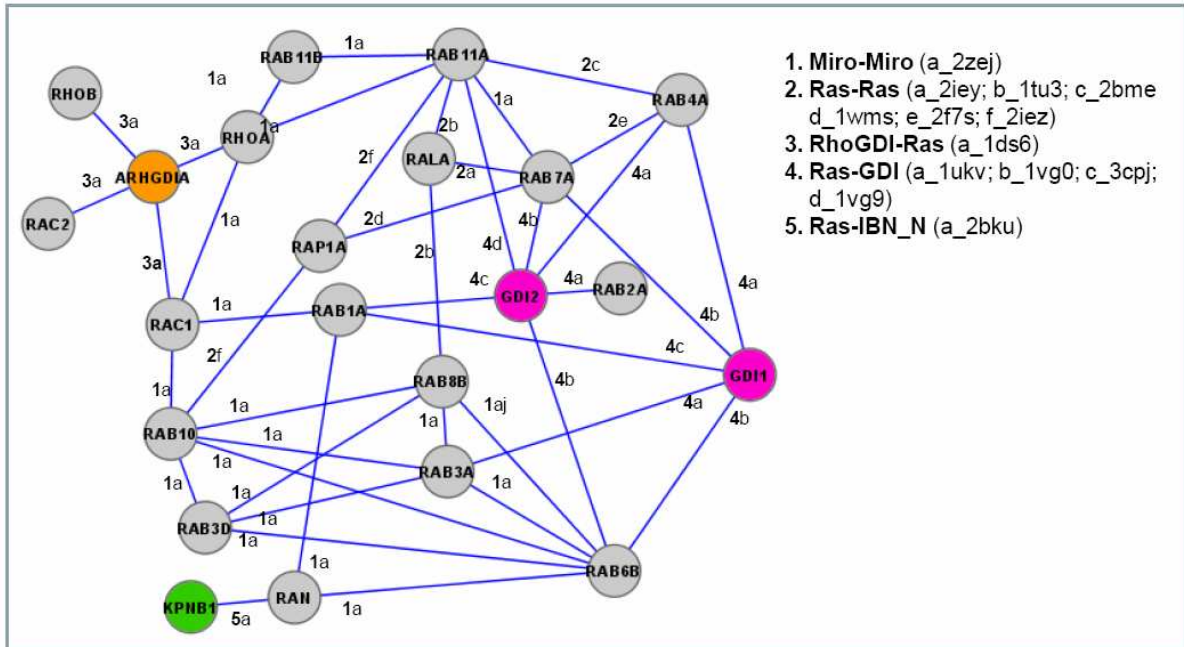 RAB11B
1a
RAB11A
2c
RAB4A
RHOB
1a
3a
RHOA
1a
3a
ARHGDIA
3a
RAC2
2b
RALA
2a
1a
RAB7A
2e
4a
2f
RAP1A
2d
2b
4d
4b
1a
3a
RAC1
1a
RAB1A
4c
GDI2
4a
RAB2A
4b
4a
4c
GDI1
2f
4b
1a
RAB10
1a
RAB8B
1aj
1a
4a
4b
1a
1a
RAB3A
1a
1a
RAB3D
1a
1a
1a
RAB6B
1a
RAN
1a
KPNB1
5a
1. Miro-Miro (a_2zej)
2. Ras-Ras (a_2iey; b_1tu3; c_2bme
d_1wms; e_2f7s; f_2iez)
3. RhoGDI-Ras (a_1ds6)
4. Ras-GDI (a_1ukv; b_1vg0; c_3cpj;
d_1vg9)
5. Ras-IBN_N (a_2bku)